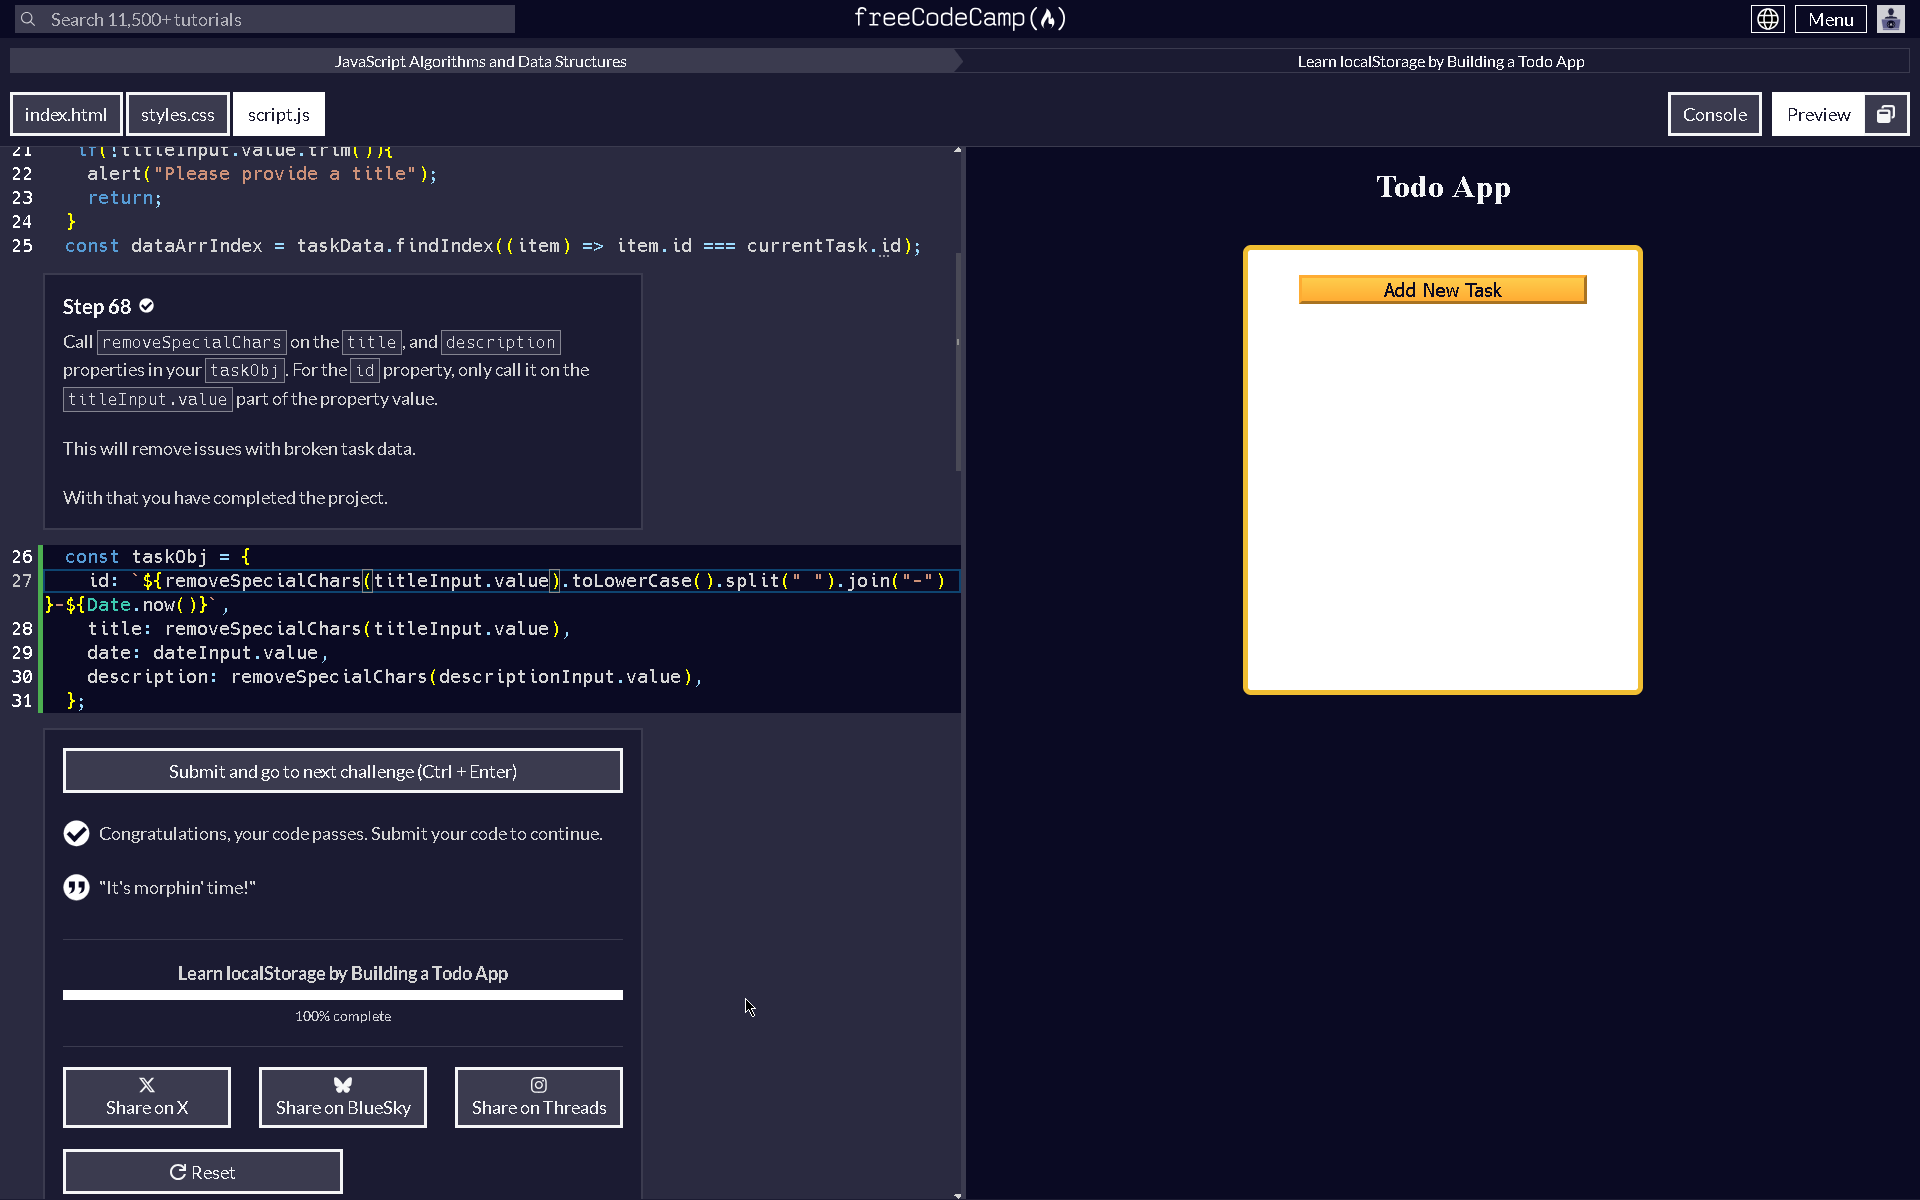 Search 11,500+ tutorials
freeCodeCamp(🔥)
Menu
JavaScript Algorithms and Data Structures
Learn localStorage by Building a Todo App
index.html
styles.css
script.js
Console
Preview
21 if(!titleInput.value.trim()){
22 alert("Please provide a title");
23 return;
24 }
25 const dataArrIndex = taskData.findIndex((item) => item.id === currentTask.id);
Step 68
Call removeSpecialChars on the title, and description
properties in your taskObj. For the id property, only call it on the
titleInput.value part of the property value.
This will remove issues with broken task data.
With that you have completed the project.
26 const taskObj = {
27 id: `${removeSpecialChars(titleInput.value).toLowerCase().split(" ").join("-")
}-${Date.now()}`,
28 title: removeSpecialChars(titleInput.value),
29 date: dateInput.value,
30 description: removeSpecialChars(descriptionInput.value),
31 };
Submit and go to next challenge (Ctrl + Enter)
Congratulations, your code passes. Submit your code to continue.
"It's morphin' time!"
Learn localStorage by Building a Todo App
100% complete
Share on X
Share on BlueSky
Share on Threads
Reset
Todo App
Add New Task